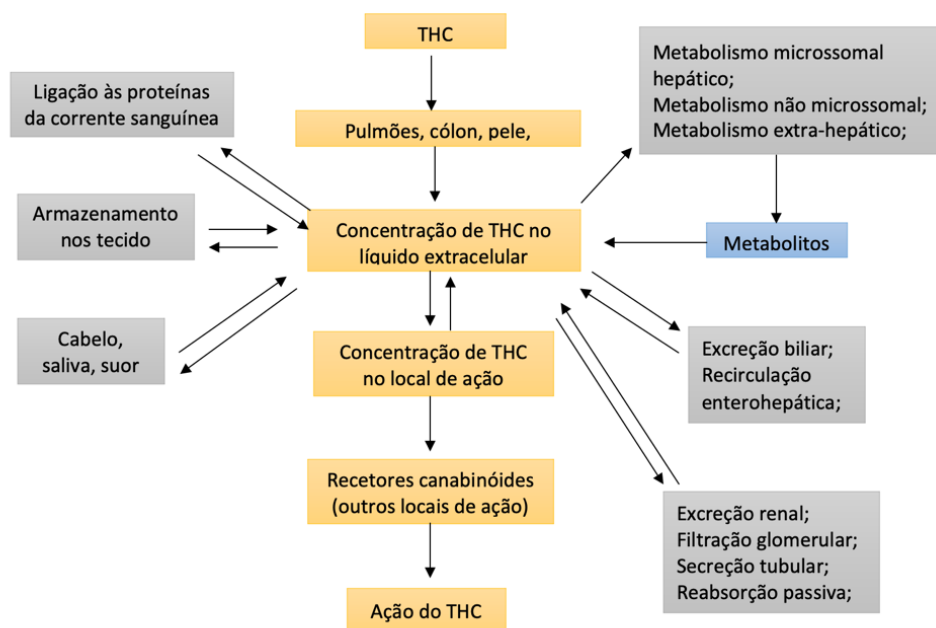 THC
Ligação às proteínas
da corrente sanguínea
Pulmões, cólon, pele,
Metabolismo microssomal
hepático;
Metabolismo não microssomal;
Metabolismo extra-hepático;
Armazenamento
nos tecido
Concentração de THC no
líquido extracelular
Metabolitos
Cabelo,
saliva, suor
Concentração de THC
no local de ação
Excreção biliar;
Recirculação
enterohepática;
Recetores canabinóides
(outros locais de ação)
Excreção renal;
Filtração glomerular;
Secreção tubular;
Reabsorção passiva;
Ação do THC